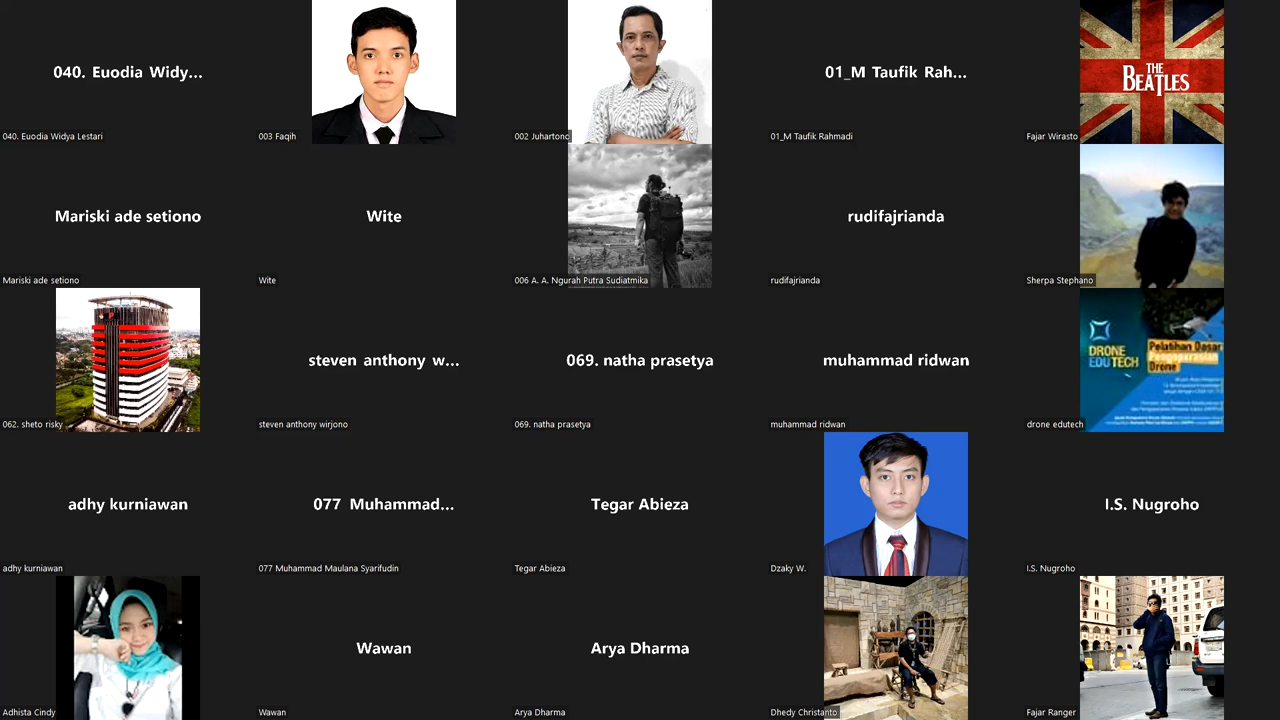 040. Euodia Widy...
040. Euodia Widya Lestari
003 Faqih
002 Juhartono
01_M Taufik Rah...
01_M Taufik Rahmadi
THE
BEATLES
Fajar Wirasto
Mariski ade setiono
Mariski ade setiono
Wite
Wite
006 A. A. Ngurah Putra Sudiatmika
rudifajrianda
rudifajrianda
Sherpa Stephano
062. sheto risky
steven anthony w...
steven anthony wirjono
069. natha prasetya
069. natha prasetya
muhammad ridwan
muhammad ridwan
DRONE
EDUTECH
Pelatihan Dasar
Pengoperasian
Drone
drone edutech
adhy kurniawan
adhy kurniawan
077 Muhammad...
077 Muhammad Maulana Syarifudin
Tegar Abieza
Tegar Abieza
Dzaky W.
I.S. Nugroho
I.S. Nugroho
Adhista Cindy
Wawan
Wawan
Arya Dharma
Arya Dharma
Dhedy Christanto
Fajar Ranger